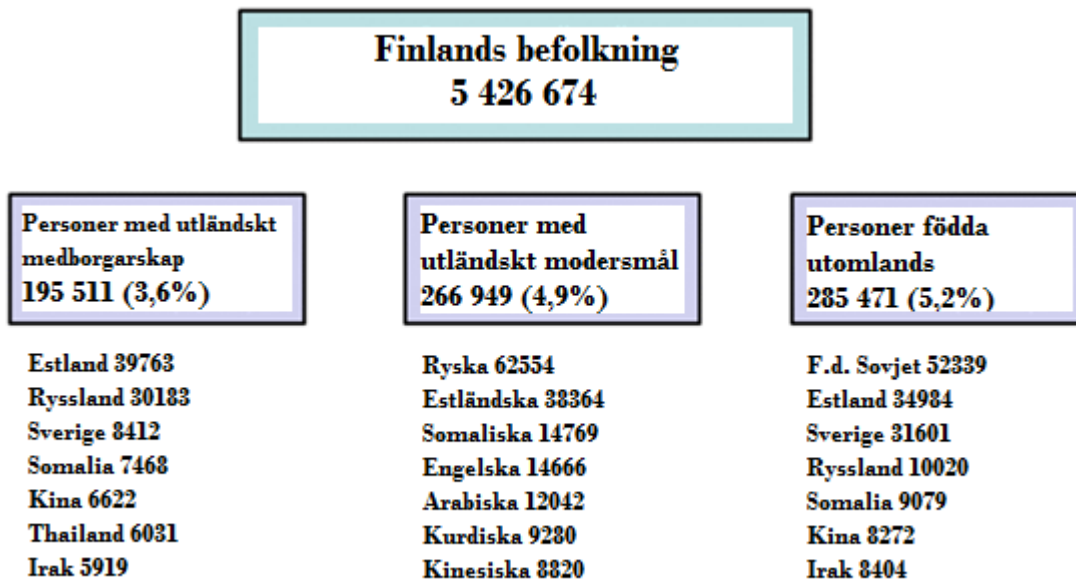 Finlands befolkning
5 426 674
Personer med utländskt
medborgarskap
195 511 (3,6%)
Estland 39763
Ryssland 30183
Sverige 8412
Somalia 7468
Kina 6622
Thailand 6031
Irak 5919
Personer med
utländskt modersmål
266 949 (4,9%)
Ryska 62554
Estländska 38364
Somaliska 14769
Engelska 14666
Arabiska 12042
Kurdiska 9280
Kinesiska 8820
Personer födda
utomlands
285 471 (5,2%)
F.d. Sovjet 52339
Estland 34984
Sverige 31601
Ryssland 10020
Somalia 9079
Kina 8272
Irak 8404